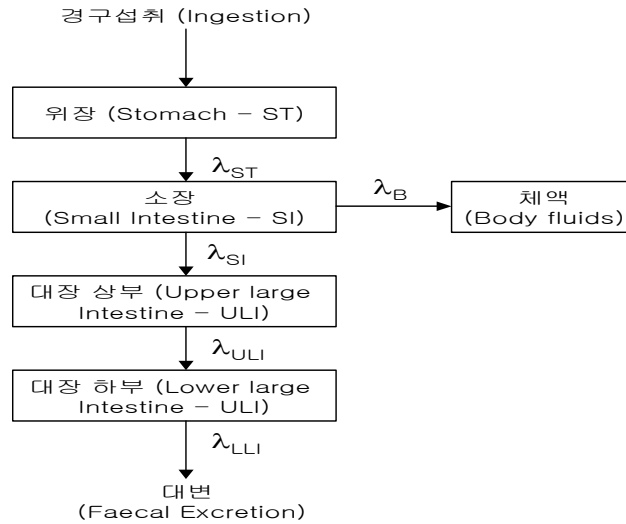 경구섭취 (Ingestion)
위장 (Stomach – ST)
λST
소장
(Small Intestine – SI)
λB
체액
(Body fluids)
λSI
대장 상부 (Upper large
Intestine – ULI)
λULI
대장 하부 (Lower large
Intestine – ULI)
λLLI
대변
(Faecal Excretion)